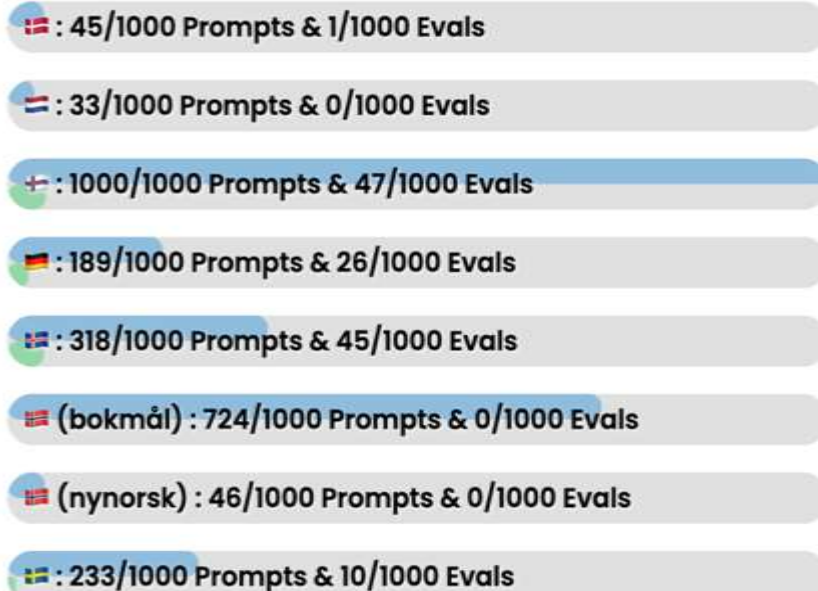 🇩🇰 : 45/1000 Prompts & 1/1000 Evals
🇳🇱 : 33/1000 Prompts & 0/1000 Evals
🇫🇮 : 1000/1000 Prompts & 47/1000 Evals
🇩🇪 : 189/1000 Prompts & 26/1000 Evals
🇮🇸 : 318/1000 Prompts & 45/1000 Evals
🇳🇴 (bokmål) : 724/1000 Prompts & 0/1000 Evals
🇳🇴 (nynorsk) : 46/1000 Prompts & 0/1000 Evals
🇸🇪 : 233/1000 Prompts & 10/1000 Evals